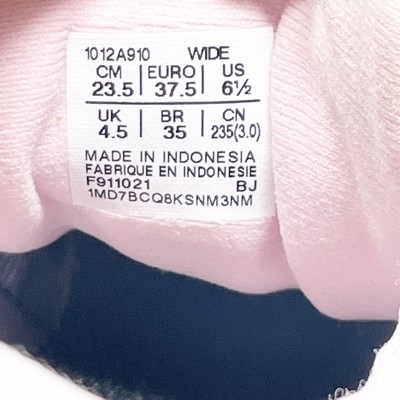 1012A910 WIDE
CM EURO US
23.5 37.5 6½
UK BR CN
4.5 35 235(3.0)
MADE IN INDONESIA
FABRIQUE EN INDONESIE
F911021 BJ
1MD7BCQ8KSNM3NM